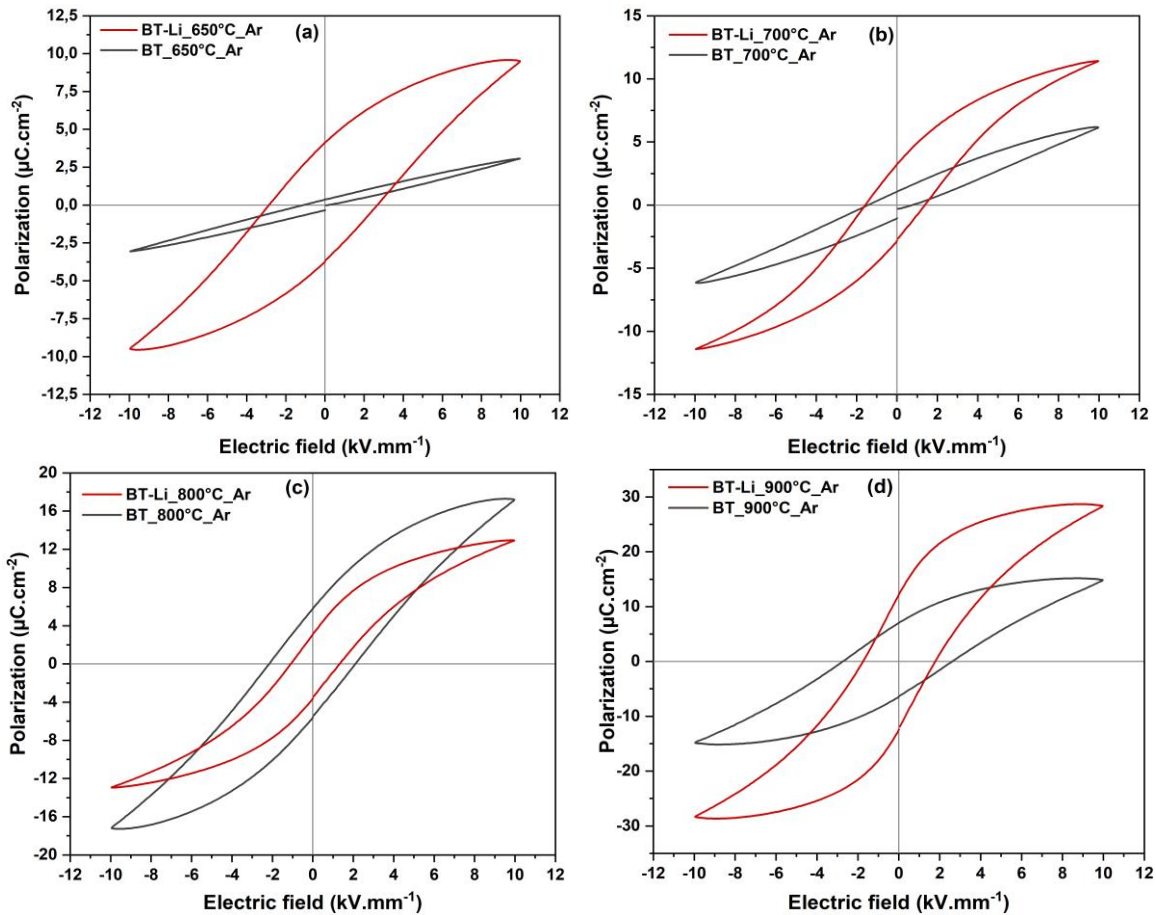 (a)
BT-Li_650°C_Ar
BT_650°C_Ar
12,5
10,0
7,5
5,0
2,5
0,0
-2,5
-5,0
-7,5
-10,0
-12,5
Polarization (µC.cm-2)
-12 -10 -8 -6 -4 -2 0 2 4 6 8 10 12
Electric field (kV.mm-1)
(b)
BT-Li_700°C_Ar
BT_700°C_Ar
15
10
5
0
-5
-10
-15
Polarization (µC.cm-2)
-12 -10 -8 -6 -4 -2 0 2 4 6 8 10 12
Electric field (kV.mm-1)
(c)
BT-Li_800°C_Ar
BT_800°C_Ar
20
16
12
8
4
0
-4
-8
-12
-16
-20
Polarization (µC.cm-2)
-12 -10 -8 -6 -4 -2 0 2 4 6 8 10 12
Electric field (kV.mm-1)
(d)
BT-Li_900°C_Ar
BT_900°C_Ar
30
20
10
0
-10
-20
-30
Polarization (µC.cm-2)
-12 -10 -8 -6 -4 -2 0 2 4 6 8 10 12
Electric field (kV.mm-1)